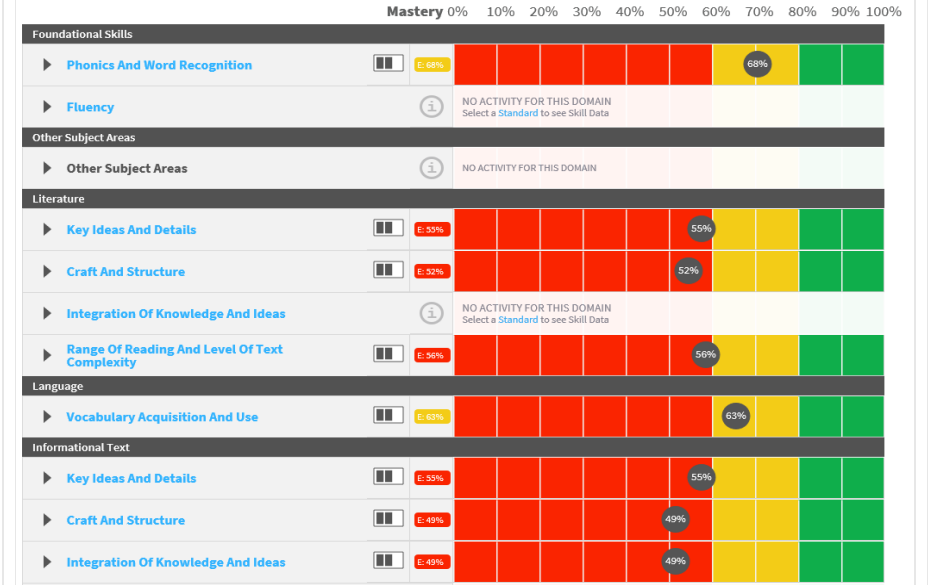 Mastery 0% 10% 20% 30% 40% 50% 60% 70% 80% 90% 100%
Foundational Skills
Phonics And Word Recognition E: 68% 68%
Fluency i NO ACTIVITY FOR THIS DOMAIN
Select a Standard to see Skill Data
Other Subject Areas
Other Subject Areas i NO ACTIVITY FOR THIS DOMAIN
Literature
Key Ideas And Details E: 55% 55%
Craft And Structure E: 52% 52%
Integration Of Knowledge And Ideas i NO ACTIVITY FOR THIS DOMAIN
Select a Standard to see Skill Data
Range Of Reading And Level Of Text
Complexity E: 56% 56%
Language
Vocabulary Acquisition And Use E: 63% 63%
Informational Text
Key Ideas And Details E: 55% 55%
Craft And Structure E: 49% 49%
Integration Of Knowledge And Ideas E: 49% 49%